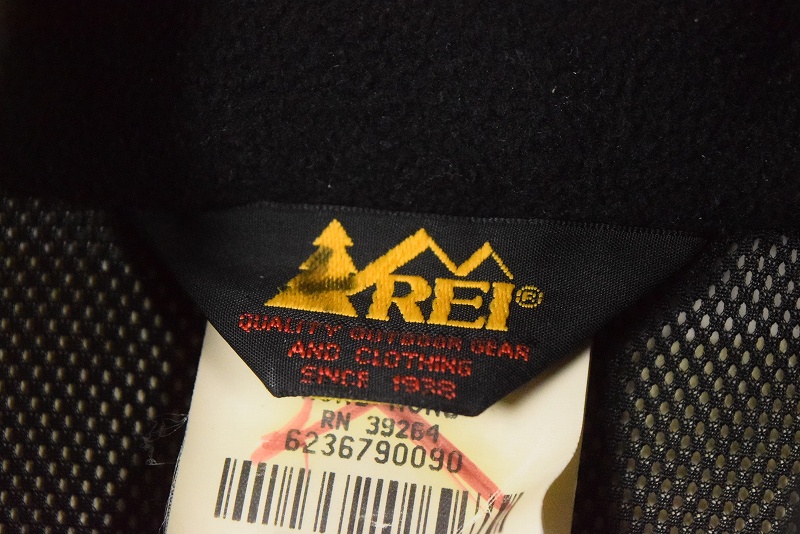 REI®
QUALITY OUTDOOR GEAR
AND CLOTHING
SINCE 1938
RN 39264
6236790090